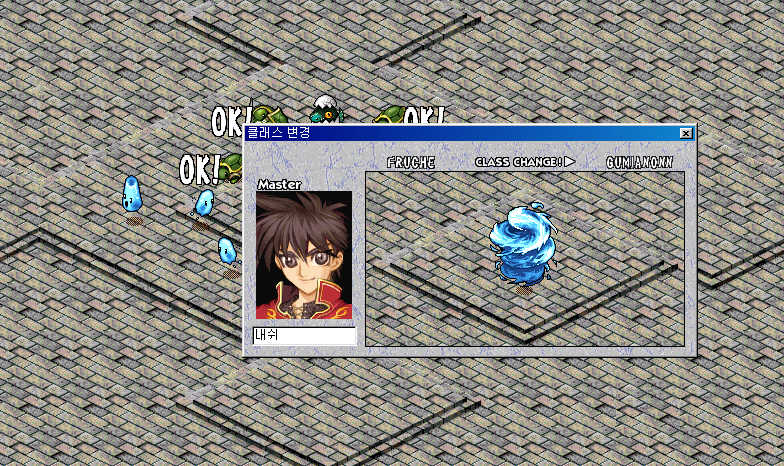 OK!
OK!
클래스 변경
FRUCHE CLASS CHANGE! GUMIANONN
OK!
Master
내쉬